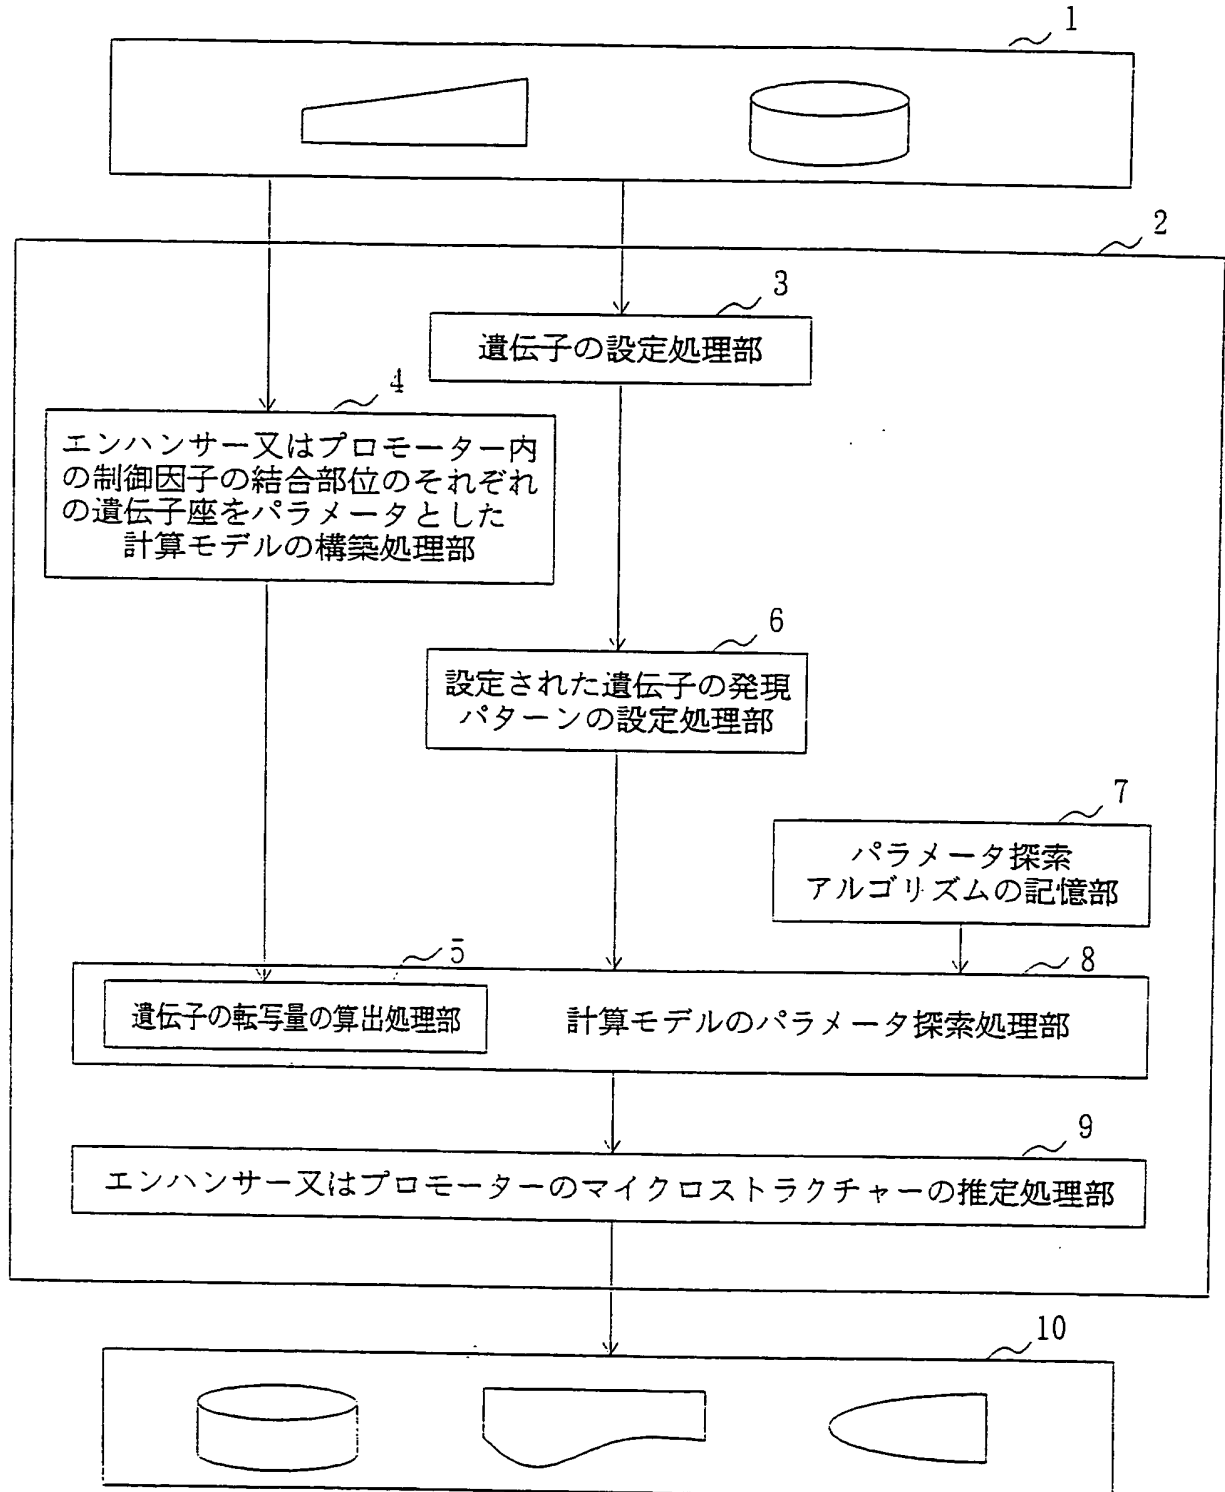 1
2
3
遺伝子の設定処理部
4
エンハンサー又はプロモーター内
の制御因子の結合部位のそれぞれ
の遺伝子座をパラメータとした
計算モデルの構築処理部
6
設定された遺伝子の発現
パターンの設定処理部
7
パラメータ探索
アルゴリズムの記憶部
5
遺伝子の転写量の算出処理部
8
計算モデルのパラメータ探索処理部
9
エンハンサー又はプロモーターのマイクロストラクチャーの推定処理部
10